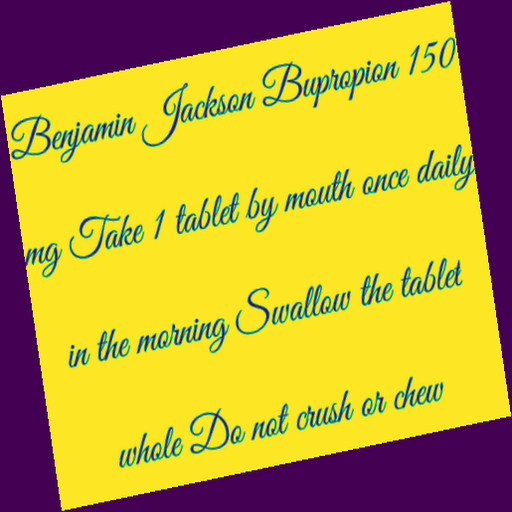 Benjamin Jackson Bupropion 150
mg Take 1 tablet by mouth once daily
in the morning Swallow the tablet
whole Do not crush or chew